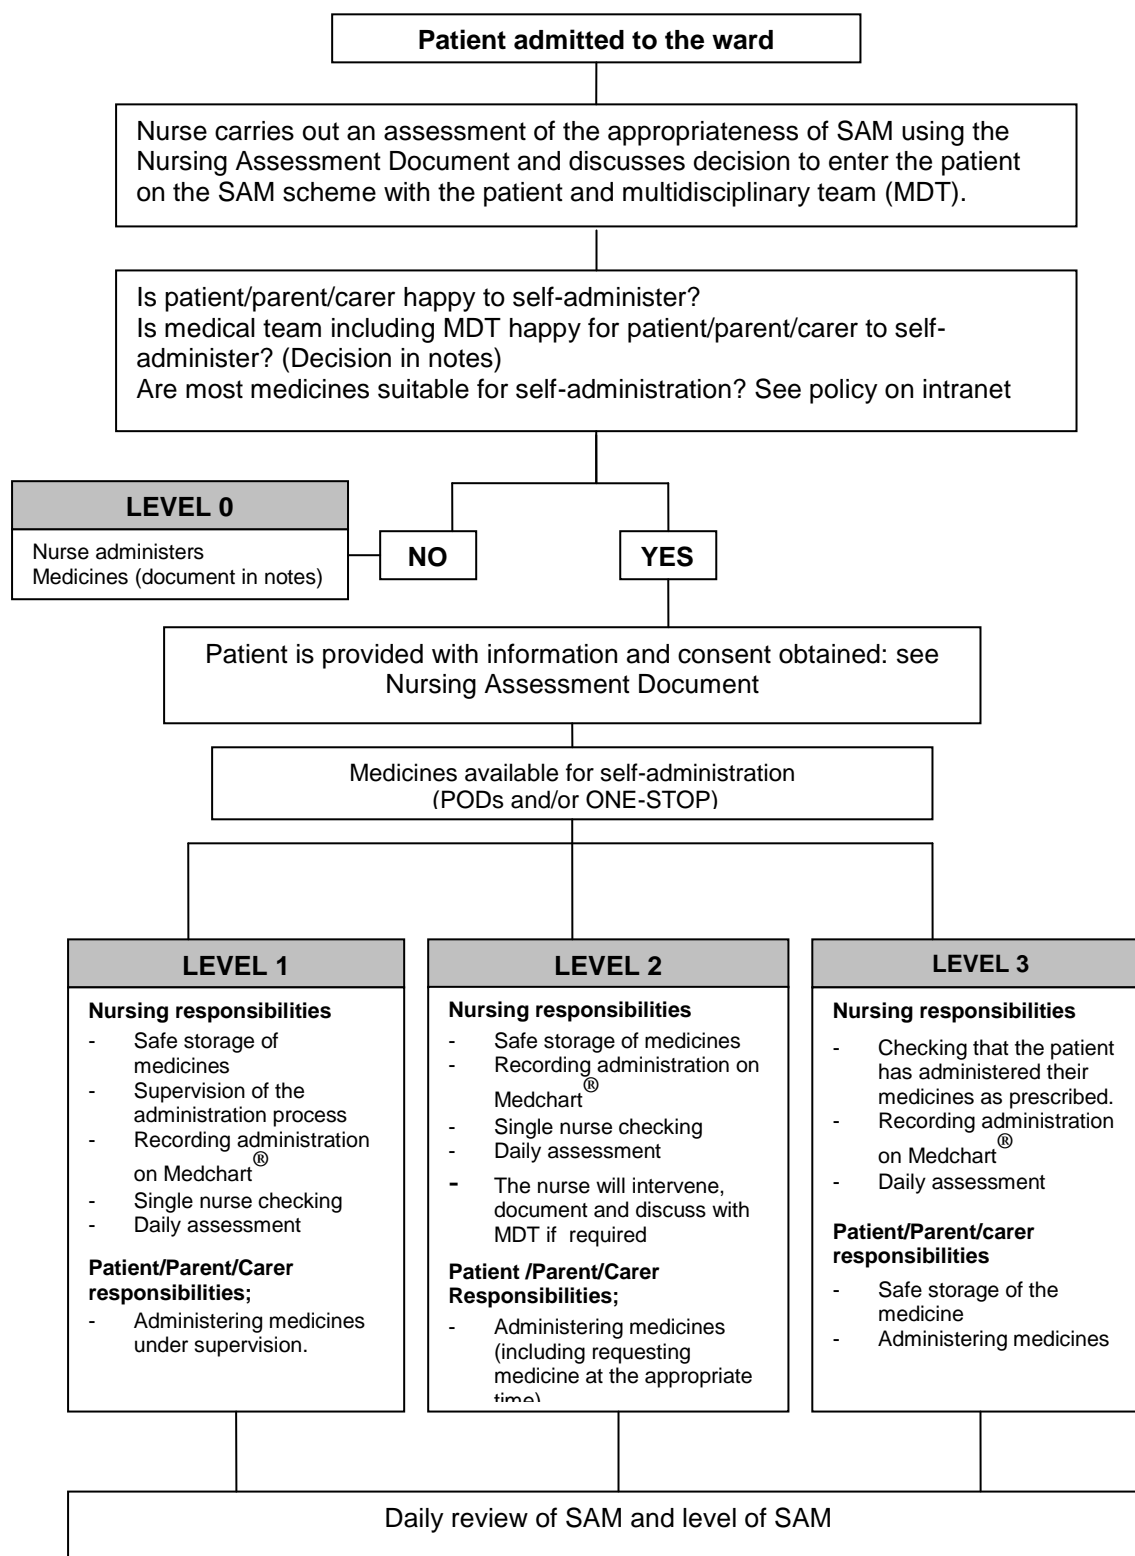 Patient admitted to the ward
Nurse carries out an assessment of the appropriateness of SAM using the
Nursing Assessment Document and discusses decision to enter the patient
on the SAM scheme with the patient and multidisciplinary team (MDT).
Is patient/parent/carer happy to self-administer?
Is medical team including MDT happy for patient/parent/carer to self-
administer? (Decision in notes)
Are most medicines suitable for self-administration? See policy on intranet
LEVEL 0
Nurse administers
Medicines (document in notes)
NO
YES
Patient is provided with information and consent obtained: see
Nursing Assessment Document
Medicines available for self-administration
(PODs and/or ONE-STOP)
LEVEL 1
Nursing responsibilities
- Safe storage of
medicines
- Supervision of the
administration process
- Recording administration
on Medchart®
- Single nurse checking
- Daily assessment
Patient/Parent/Carer
responsibilities;
- Administering medicines
under supervision.
LEVEL 2
Nursing responsibilities
- Safe storage of medicines
- Recording administration on
Medchart®
- Single nurse checking
- Daily assessment
- The nurse will intervene,
document and discuss with
MDT if required
Patient /Parent/Carer
Responsibilities;
- Administering medicines
(including requesting
medicine at the appropriate
time)
LEVEL 3
Nursing responsibilities
- Checking that the patient
has administered their
medicines as prescribed.
- Recording administration
on Medchart®
- Daily assessment
Patient/Parent/carer
responsibilities
- Safe storage of the
medicine
- Administering medicines
Daily review of SAM and level of SAM